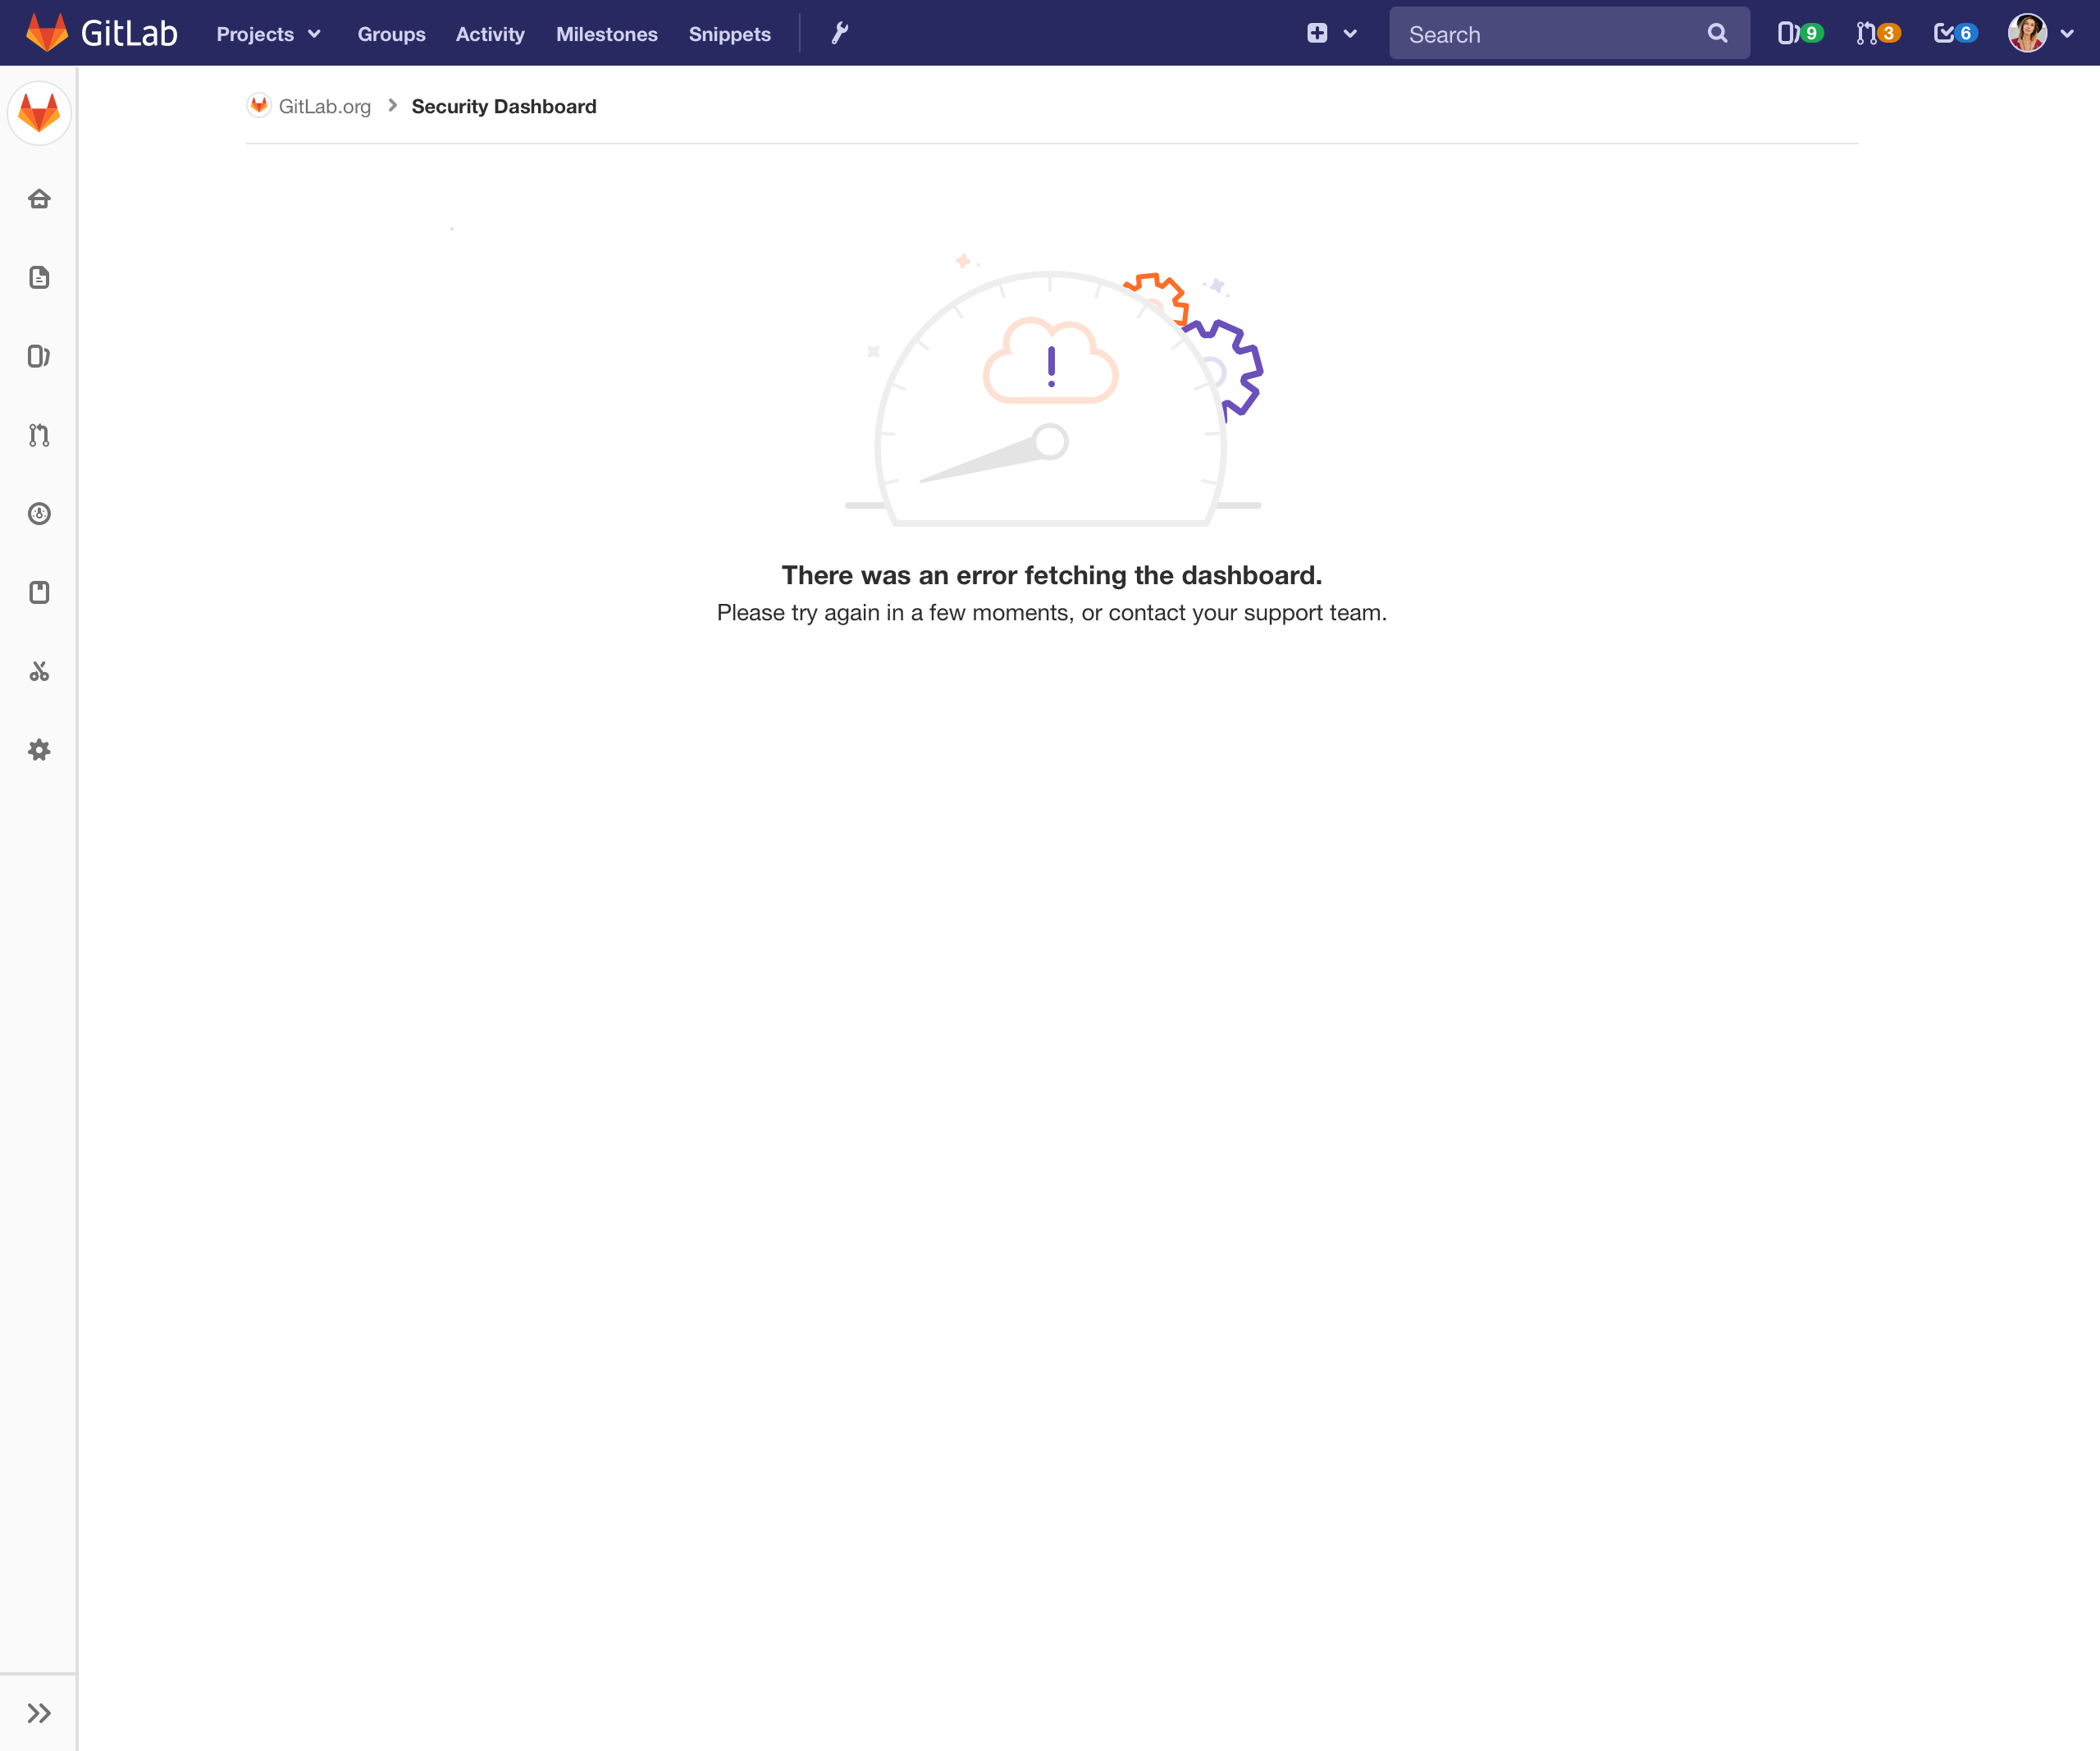 GitLab Projects Groups Activity Milestones Snippets Search 9 3 6
GitLab.org > Security Dashboard
There was an error fetching the dashboard.
Please try again in a few moments, or contact your support team.